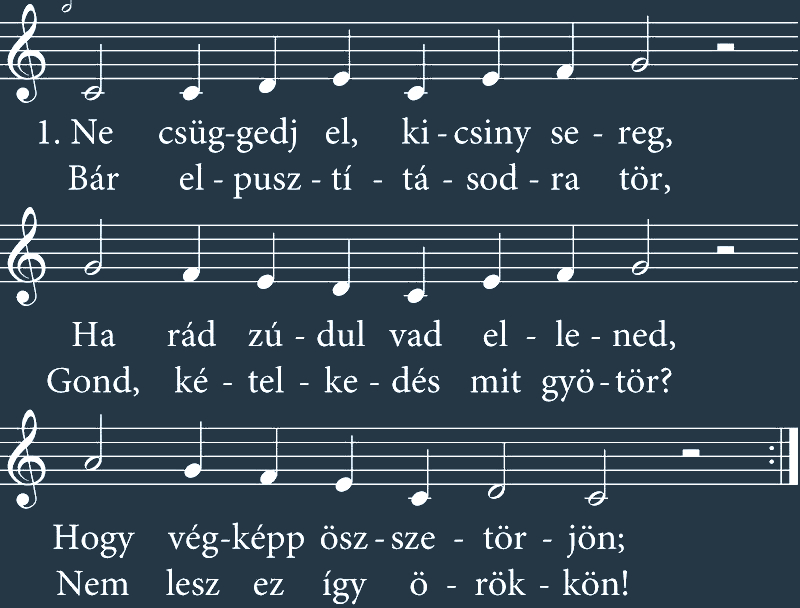 1. Ne csüg-gedj el, ki - csiny se - reg,
Bár el - pusz - tí - tá - sod - ra tör,
Ha rád zú - dul vad el - le - ned,
Gond, ké - tel - ke - dés mit gyö - tör?
Hogy vég-képp ösz - sze - tör - jön;
Nem lesz ez így ö - rök - kön!